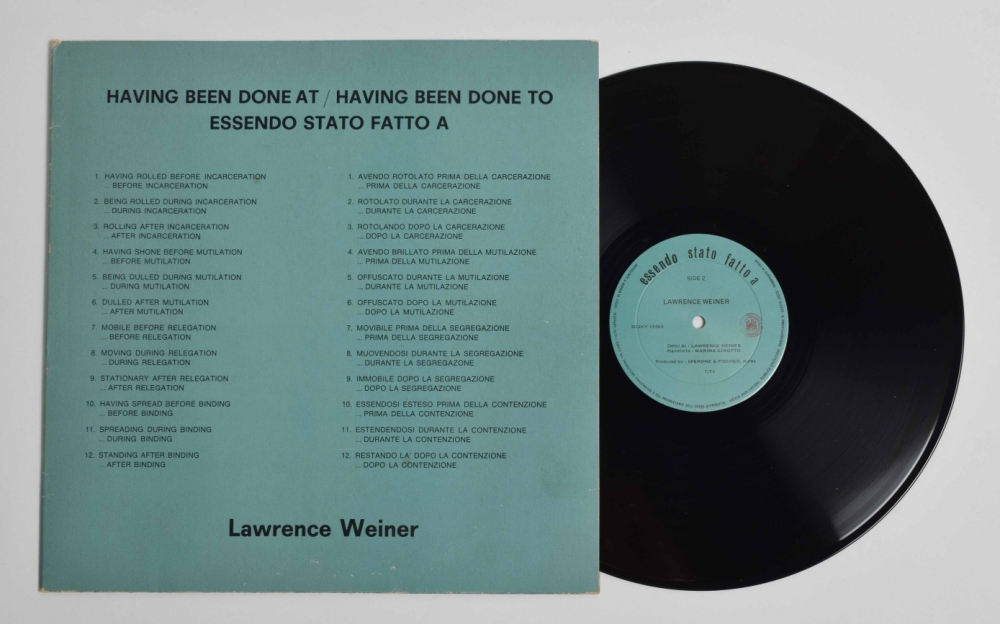 HAVING BEEN DONE AT / HAVING BEEN DONE TO
ESSENDO STATO FATTO A
1. HAVING ROLLED BEFORE INCARCERATION
... BEFORE INCARCERATION
2. BEING ROLLED DURING INCARCERATION
... DURING INCARCERATION
3. ROLLING AFTER INCARCERATION
... AFTER INCARCERATION
4. HAVING SHONE BEFORE MUTILATION
... BEFORE MUTILATION
5. BEING DULLED DURING MUTILATION
... DURING MUTILATION
6. DULLED AFTER MUTILATION
... AFTER MUTILATION
7. MOBILE BEFORE RELEGATION
... BEFORE RELEGATION
8. MOVING DURING RELEGATION
... DURING RELEGATION
9. STATIONARY AFTER RELEGATION
... AFTER RELEGATION
10. HAVING SPREAD BEFORE BINDING
... BEFORE BINDING
11. SPREADING DURING BINDING
... DURING BINDING
12. STANDING AFTER BINDING
... AFTER BINDING
1. AVENDO ROTOLATO PRIMA DELLA CARCERAZIONE
... PRIMA DELLA CARCERAZIONE
2. ROTOLATO DURANTE LA CARCERAZIONE
... DURANTE LA CARCERAZIONE
3. ROTOLANDO DOPO LA CARCERAZIONE
... DOPO LA CARCERAZIONE
4. AVENDO BRILLATO PRIMA DELLA MUTILAZIONE
... PRIMA DELLA MUTILAZIONE
5. OFFUSCATO DURANTE LA MUTILAZIONE
... DURANTE LA MUTILAZIONE
6. OFFUSCATO DOPO LA MUTILAZIONE
... DOPO LA MUTILAZIONE
7. MOVIBILE PRIMA DELLA SEGREGAZIONE
... PRIMA DELLA SEGREGAZIONE
8. MUOVENDOSI DURANTE LA SEGREGAZIONE
... DURANTE LA SEGREGAZIONE
9. IMMOBILE DOPO LA SEGREGAZIONE
... DOPO LA SEGREGAZIONE
10. ESSENDOSI ESTESO PRIMA DELLA CONTENZIONE
... PRIMA DELLA CONTENZIONE
11. ESTENDENDOSI DURANTE LA CONTENZIONE
... DURANTE LA CONTENZIONE
12. RESTANDO LA' DOPO LA CONTENZIONE
... DOPO LA CONTENZIONE
Lawrence Weiner
essendo stato fatto a
SIDE 2
LAWRENCE WEINER
LAWRENCE WEINER
Produced by - SPERONE & FISCHER, Rome